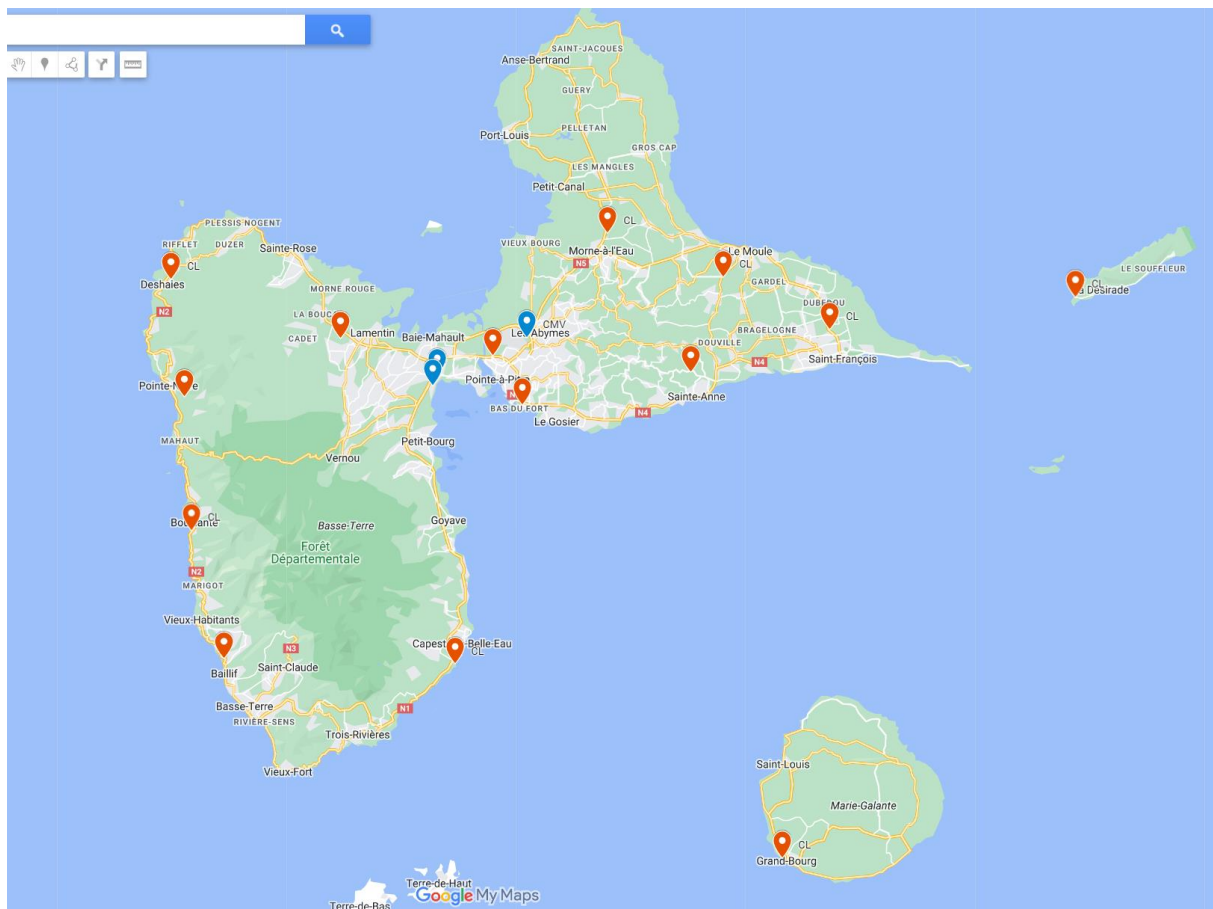 SAINT-JACQUES
Anse-Bertrand
GUERY
PELLETAN
Port-Louis
GROS CAP
LES MANGLES
Petit-Canal
CL
PLESSIS NOGENT
RIFFLET
DUZER
Sainte-Rose
VIEUX BOURG
Morne-à-l'Eau
Le Moule
N5
CL
CL
Deshaies
LE SOUFFLEUR
CL
La Désirade
GARDEL
MORNE ROUGE
N2
LA BOUC
DUBEDOU
CL
CADET
Lamentin
Baie-Mahault
CMV
Les Abymes
BRAGELOGNE
DOUVILLE
Saint-François
N4
Pointe-à-Pitre
Sainte-Anne
BAS DU FORT
N4
Le Gosier
MAHAUT
Petit-Bourg
Vernou
CL
Goyave
Basse-Terre
Forêt
Départementale
N2
MARIGOT
Vieux-Habitants
N3
Capest
-Belle-Eau
CL
Saint-Claude
Baillif
Basse-Terre
RIVIÈRE-SENS
N1
Trois-Rivières
Vieux-Fort
Saint-Louis
Marie-Galante
CL
Grand-Bourg
Terre-de-Haut
Google My Maps
Terre-de-Bas